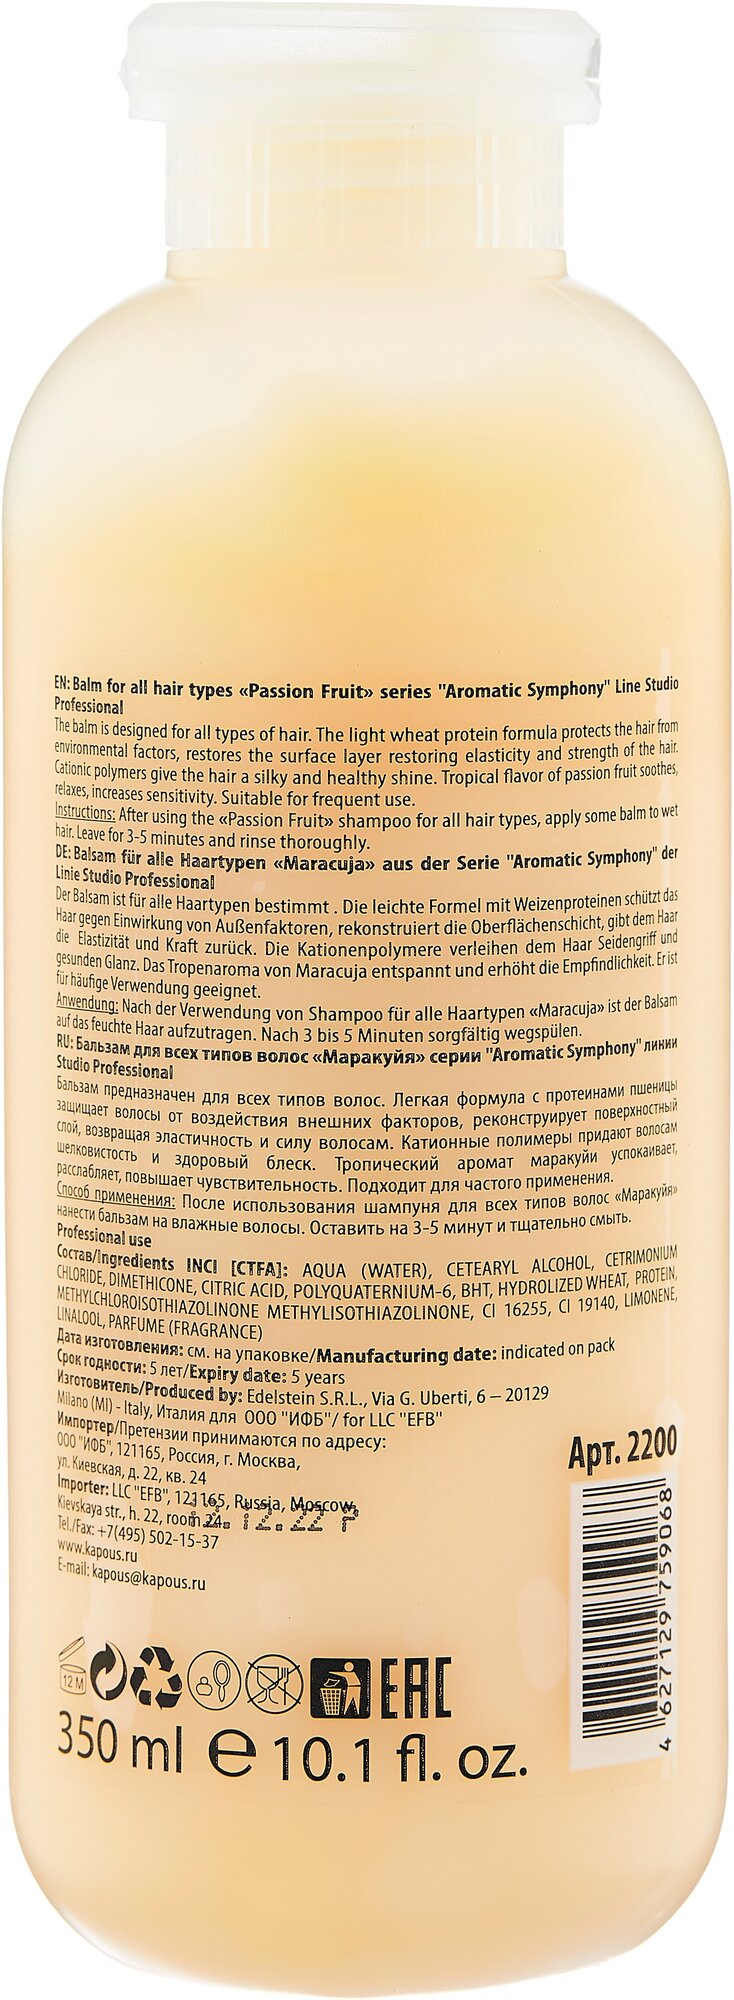 EN: Balm for all hair types «Passion Fruit» series "Aromatic Symphony" Line Studio
Professional
The balm is designed for all types of hair. The light wheat protein formula protects the hair from
environmental factors, restores the surface layer restoring elasticity and strength of the hair.
Cationic polymers give the hair a silky and healthy shine. Tropical flavor of passion fruit soothes,
relaxes, increases sensitivity. Suitable for frequent use.
Instructions: After using the «Passion Fruit» shampoo for all hair types, apply some balm to wet
hair. Leave for 3-5 minutes and rinse thoroughly.
DE: Balsam für alle Haartypen «Maracuja» aus der Serie "Aromatic Symphony" der
Linie Studio Professional
Der Balsam ist für alle Haartypen bestimmt . Die leichte Formel mit Weizenproteinen schützt das
Haar gegen Einwirkung von Außenfaktoren, rekonstruiert die Oberflächenschicht, gibt dem Haar
die Elastizität und Kraft zurück. Die Kationenpolymere verleihen dem Haar Seidengriff und
gesunden Glanz. Das Tropenaroma von Maracuja entspannt und erhöht die Empfindlichkeit. Er ist
für häufige Verwendung geeignet.
Anwendung: Nach der Verwendung von Shampoo für alle Haartypen «Maracuja» ist der Balsam
auf das feuchte Haar aufzutragen. Nach 3 bis 5 Minuten sorgfältig wegspülen.
RU: Бальзам для всех типов волос «Маракуйя» серии "Aromatic Symphony" линии
Studio Professional
Бальзам предназначен для всех типов волос. Легкая формула с протеинами пшеницы
защищает волосы от воздействия внешних факторов, реконструирует поверхностный
слой, возвращая эластичность и силу волосам. Катионные полимеры придают волосам
шелковистость и здоровый блеск. Тропический аромат маракуйи успокаивает,
расслабляет, повышает чувствительность. Подходит для частого применения.
Способ применения: После использования шампуня для всех типов волос «Маракуйя»
нанести бальзам на влажные волосы. Оставить на 3-5 минут и тщательно смыть.
Professional use
Состав/Ingredients INCI [CTFA]: AQUA (WATER), CETEARYL ALCOHOL, CETRIMONIUM
CHLORIDE, DIMETHICONE, CITRIC ACID, POLYQUATERNIUM-6, BHT, HYDROLIZED WHEAT, PROTEIN,
METHYLCHLOROISOTHIAZOLINONE METHYLISOTHIAZOLINONE, CI 16255, CI 19140, LIMONENE,
LINALOOL, PARFUME (FRAGRANCE)
Дата изготовления: см. на упаковке/Manufacturing date: indicated on pack
Срок годности: 5 лет/Expiry date: 5 years
Изготовитель/Produced by: Edelstein S.R.L., Via G. Uberti, 6 – 20129
Milano (MI) - Italy, Италия для ООО "ИФБ"/ for LLC "EFB"
Импортер/Претензии принимаются по адресу:
ООО "ИФБ", 121165, Россия, г. Москва,
ул. Киевская, д. 22, кв. 24
Importer: LLC "EFB", 121165, Russia, Moscow,
Kievskaya str., h. 22, room 24
12.12.22 P
Tel./Fax: +7(495) 502-15-37
www.kapous.ru
E-mail: kapous@kapous.ru
Арт. 2200
4 627129 759068
12 M
EAC
350 ml e 10.1 fl. oz.